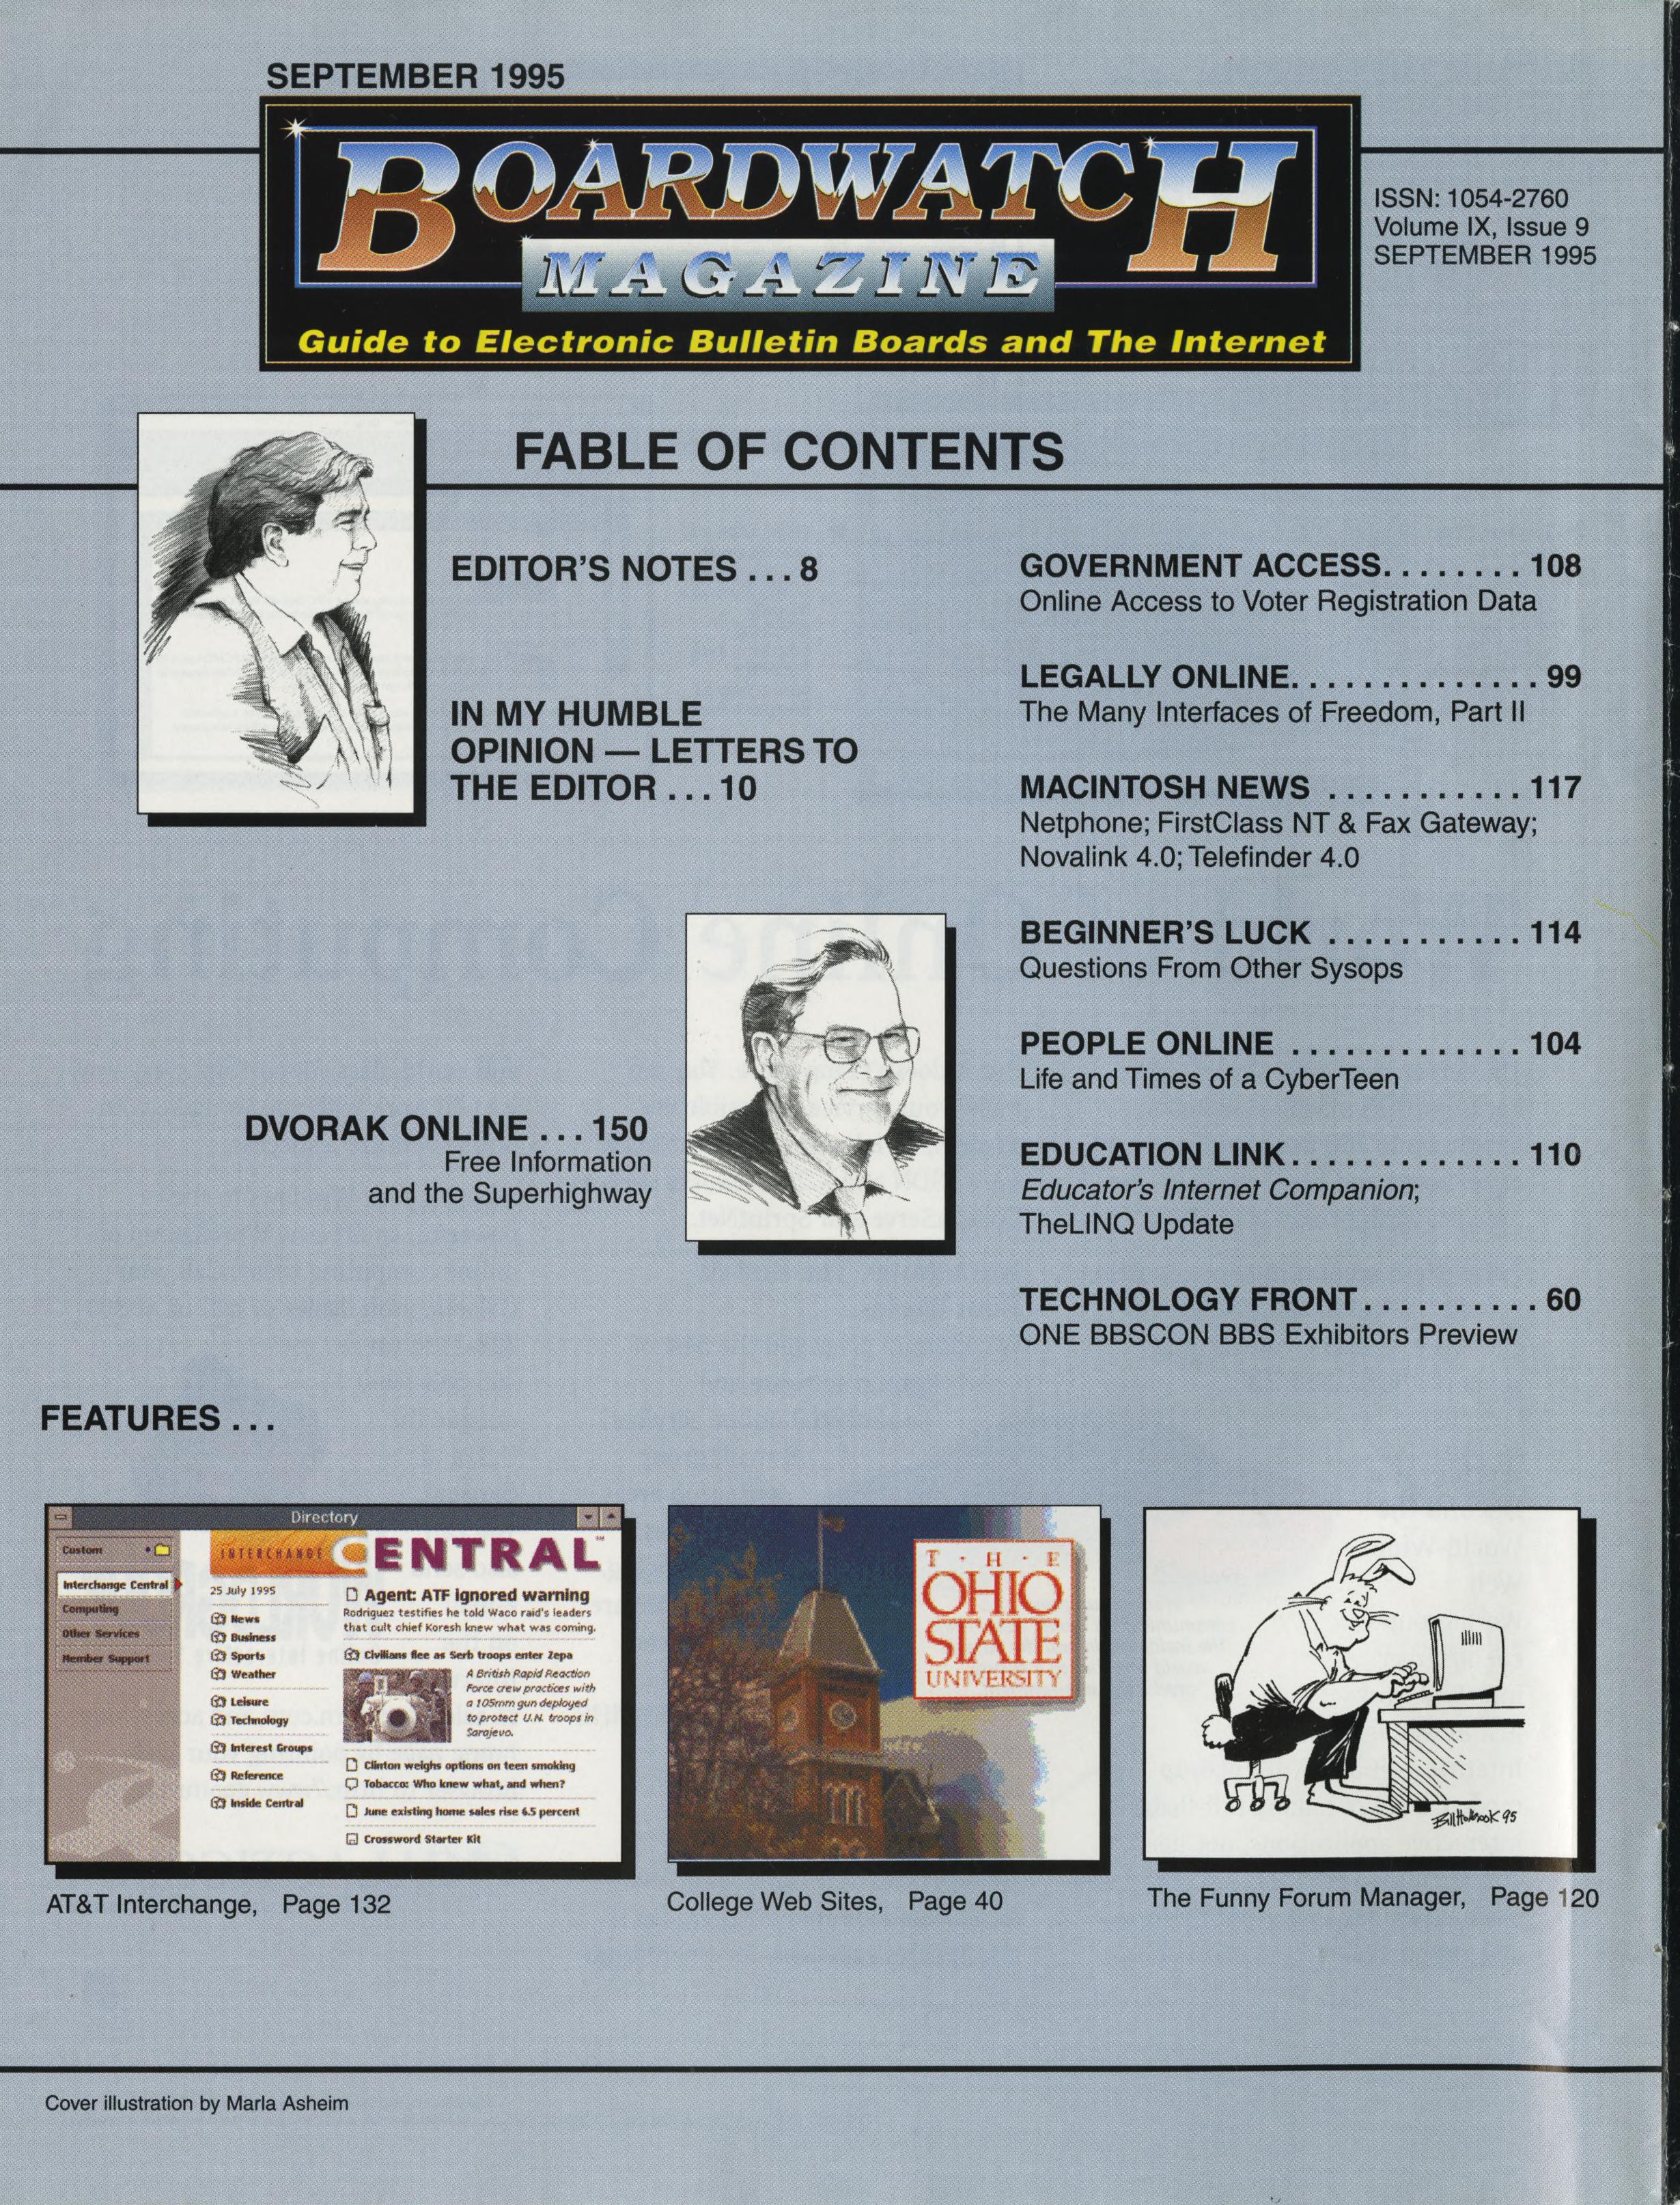 SEPTEMBER 1995
BOARDWATCH
MAGAZINE
Guide to Electronic Bulletin Boards and The Internet
ISSN: 1054-2760
Volume IX, Issue 9
SEPTEMBER 1995
FABLE OF CONTENTS
EDITOR'S NOTES ... 8
IN MY HUMBLE
OPINION — LETTERS TO
THE EDITOR ... 10
DVORAK ONLINE ... 150
Free Information
and the Superhighway
GOVERNMENT ACCESS........ 108
Online Access to Voter Registration Data
LEGALLY ONLINE.............. 99
The Many Interfaces of Freedom, Part II
MACINTOSH NEWS ........... 117
Netphone; FirstClass NT & Fax Gateway;
Novalink 4.0; Telefinder 4.0
BEGINNER'S LUCK ........... 114
Questions From Other Sysops
PEOPLE ONLINE ............. 104
Life and Times of a CyberTeen
EDUCATION LINK............. 110
Educator's Internet Companion;
TheLINQ Update
TECHNOLOGY FRONT.......... 60
ONE BBSCON BBS Exhibitors Preview
FEATURES ...
Directory
Custom
Interchange Central
Computing
Other Services
Member Support
INTERCHANGE CENTRAL™
25 July 1995
News
Business
Sports
Weather
Leisure
Technology
Interest Groups
Reference
Inside Central
Agent: ATF ignored warning
Rodriguez testifies he told Waco raid's leaders
that cult chief Koresh knew what was coming.
Civilians flee as Serb troops enter Zepa
A British Rapid Reaction
Force crew practices with
a 105mm gun deployed
to protect U.N. troops in
Sarajevo.
Clinton weighs options on teen smoking
Tobacco: Who knew what, and when?
June existing home sales rise 6.5 percent
Crossword Starter Kit
AT&T Interchange, Page 132
T · H · E
OHIO
STATE
UNIVERSITY
College Web Sites, Page 40
Bill Holbrook 95
The Funny Forum Manager, Page 120
Cover illustration by Marla Asheim